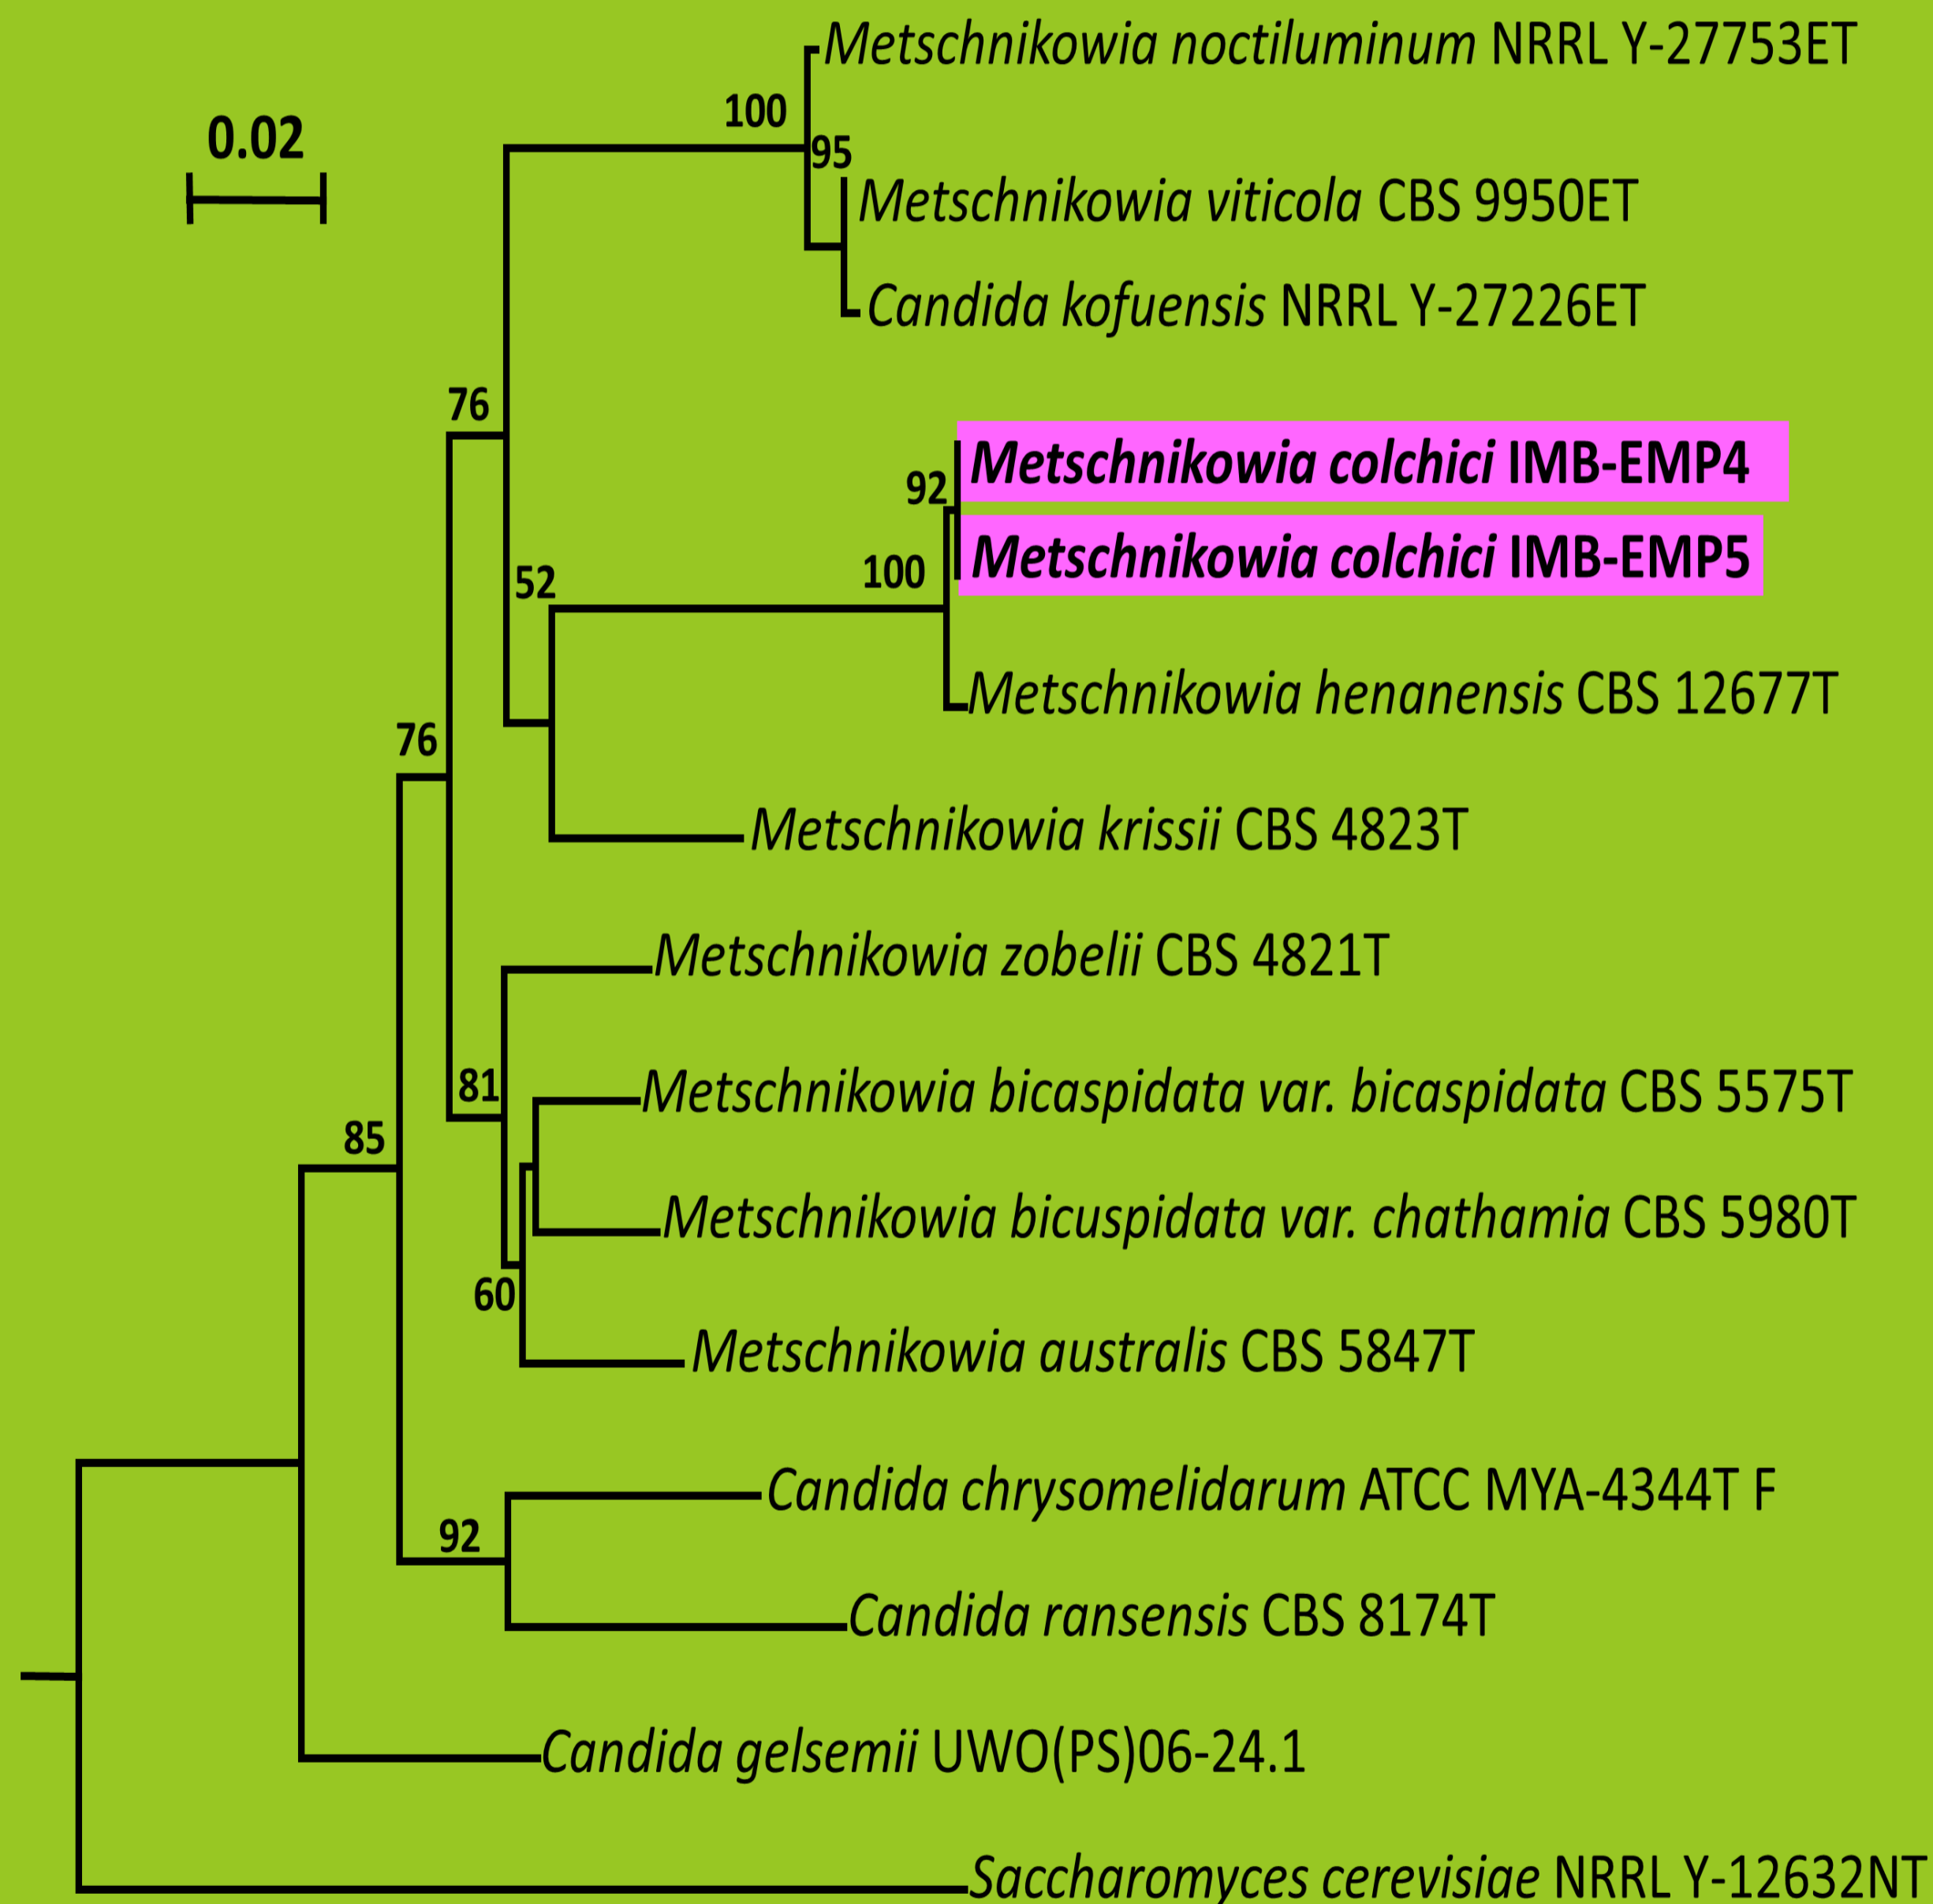 Metschnikowia noctiluminum NRRL Y-27753ET
0.02
100
95
Metschnikowia viticola CBS 9950ET
Candida kofuensis NRRL Y-27226ET
76
Metschnikowia colchici IMB-EMP4
92
Metschnikowia colchici IMB-EMP5
100
52
Metschnikowia henanensis CBS 12677T
76
Metschnikowia krissii CBS 4823T
Metschnikowia zobelii CBS 4821T
81
Metschnikowia bicaspidata var. bicaspidata CBS 5575T
85
Metschnikowia bicuspidata var. chathamia CBS 5980T
60
Metschnikowia australis CBS 5847T
Candida chrysomelidarum ATCC MYA-4344T F
92
Candida ransensis CBS 8174T
Candida gelsemii UWO(PS)06-24.1
Saccharomyces cerevisiae NRRL Y-12632NT